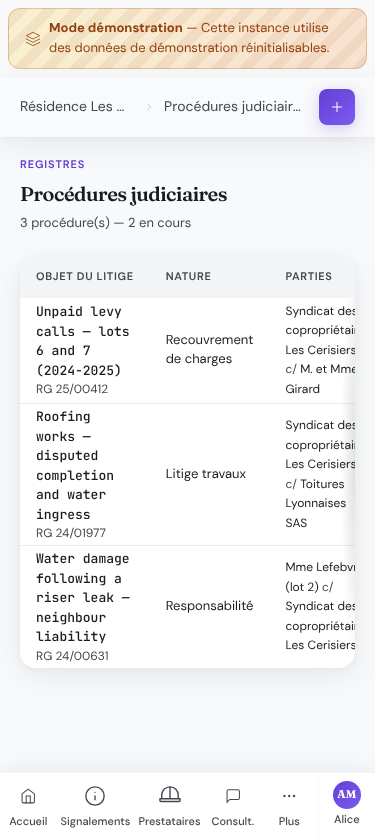 Mode démonstration — Cette instance utilise
des données de démonstration réinitialisables.
Résidence Les ... > Procédures judiciair... +
REGISTRES
Procédures judiciaires
3 procédure(s) — 2 en cours
OBJET DU LITIGE NATURE PARTIES
Unpaid levy
calls — lots
6 and 7
(2024-2025)
RG 25/00412
Recouvrement
de charges
Syndicat des
copropriétai
Les Cerisiers
c/ M. et Mme
Girard
Roofing
works —
disputed
completion
and water
ingress
RG 24/01977
Litige travaux
Syndicat des
copropriétai
Les Cerisiers
c/ Toitures
Lyonnaises
SAS
Water damage
following a
riser leak —
neighbour
liability
RG 24/00631
Responsabilité
Mme Lefebvr
(lot 2) c/
Syndicat des
copropriétai
Les Cerisiers
Accueil Signalements Prestataires Consult. Plus
AM
Alice